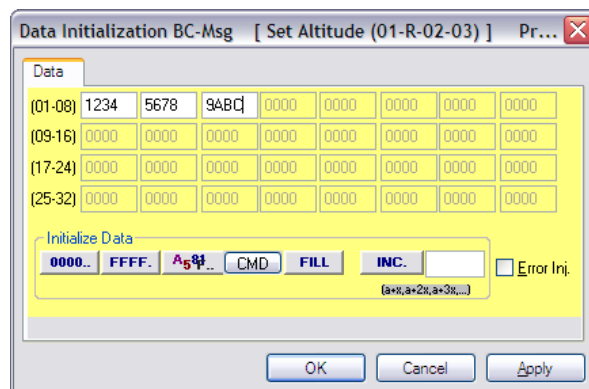 Data Initialization BC-Msg [ Set Altitude (01-R-02-03) ] Pr...
Data
(01-08) 1234 5678 9ABC 0000 0000 0000 0000 0000
(09-16) 0000 0000 0000 0000 0000 0000 0000 0000
(17-24) 0000 0000 0000 0000 0000 0000 0000 0000
(25-32) 0000 0000 0000 0000 0000 0000 0000 0000
Initialize Data
0000.. FFFF. CMD FILL INC. Error Inj.
(a+x,a+2x,a+3x,...)
OK Cancel Apply